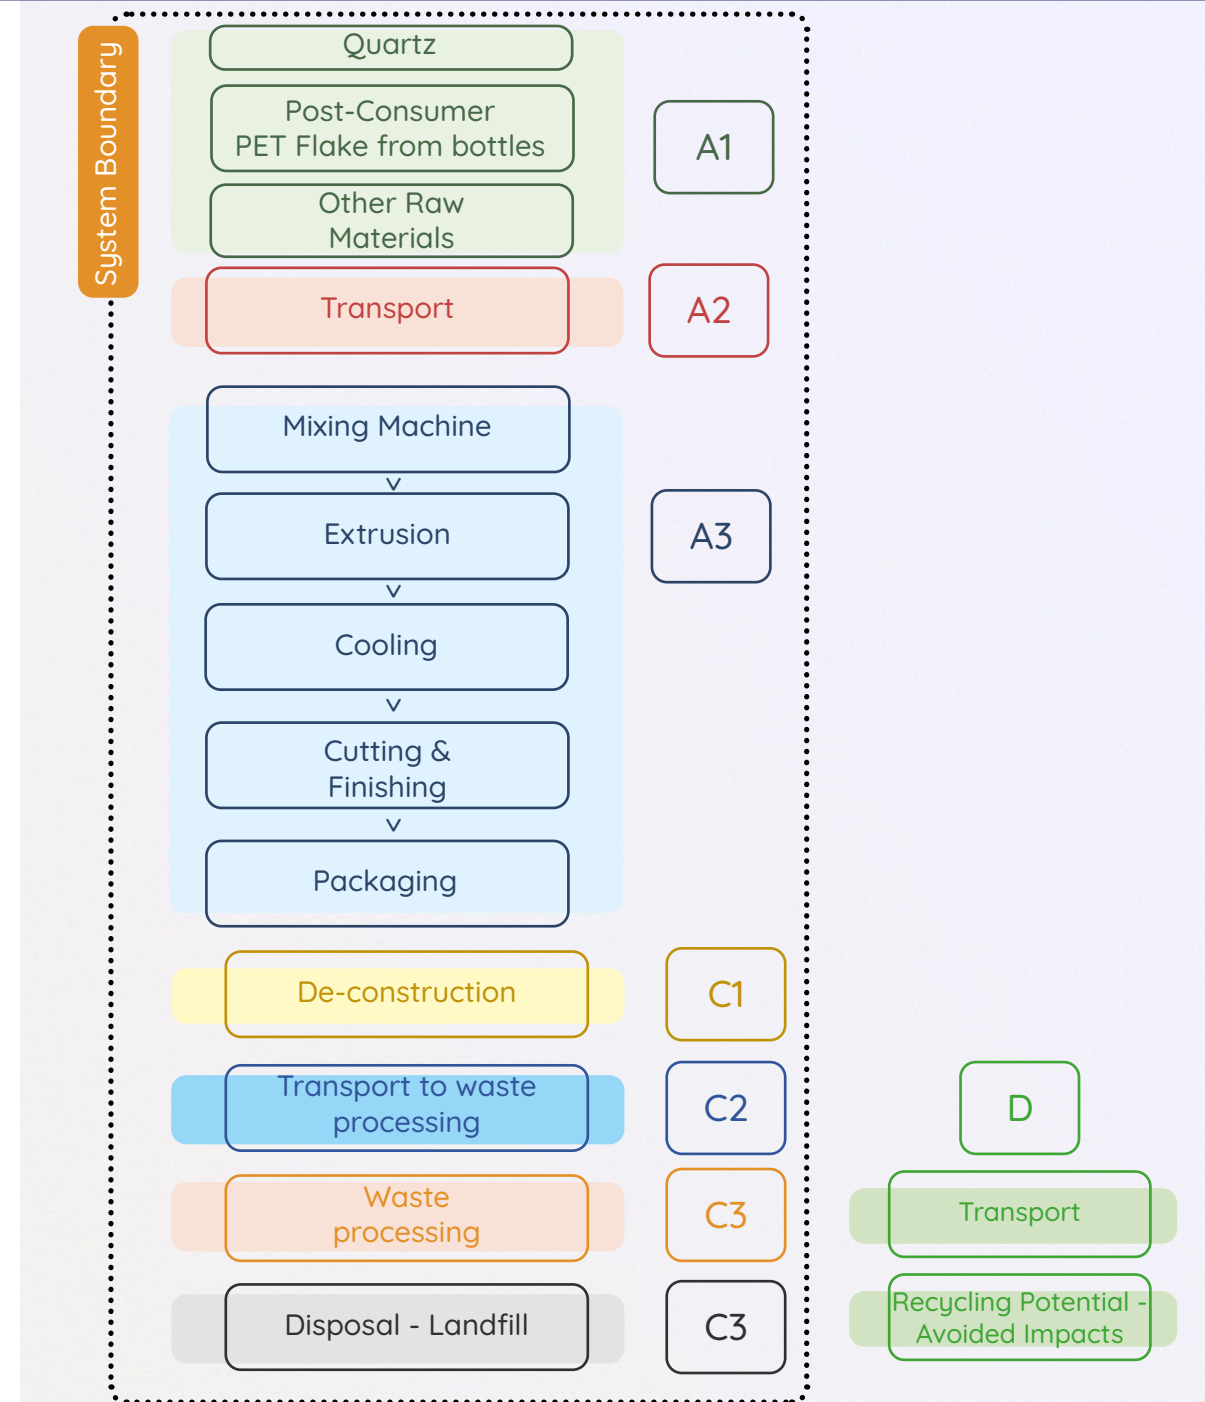 System Boundary
Quartz
Post-Consumer
PET Flake from bottles
Other Raw
Materials
A1
Transport
A2
Mixing Machine
Extrusion
A3
Cooling
Cutting &
Finishing
Packaging
De-construction
C1
Transport to waste
processing
C2
D
Waste
processing
C3
Transport
Disposal - Landfill
C3
Recycling Potential -
Avoided Impacts